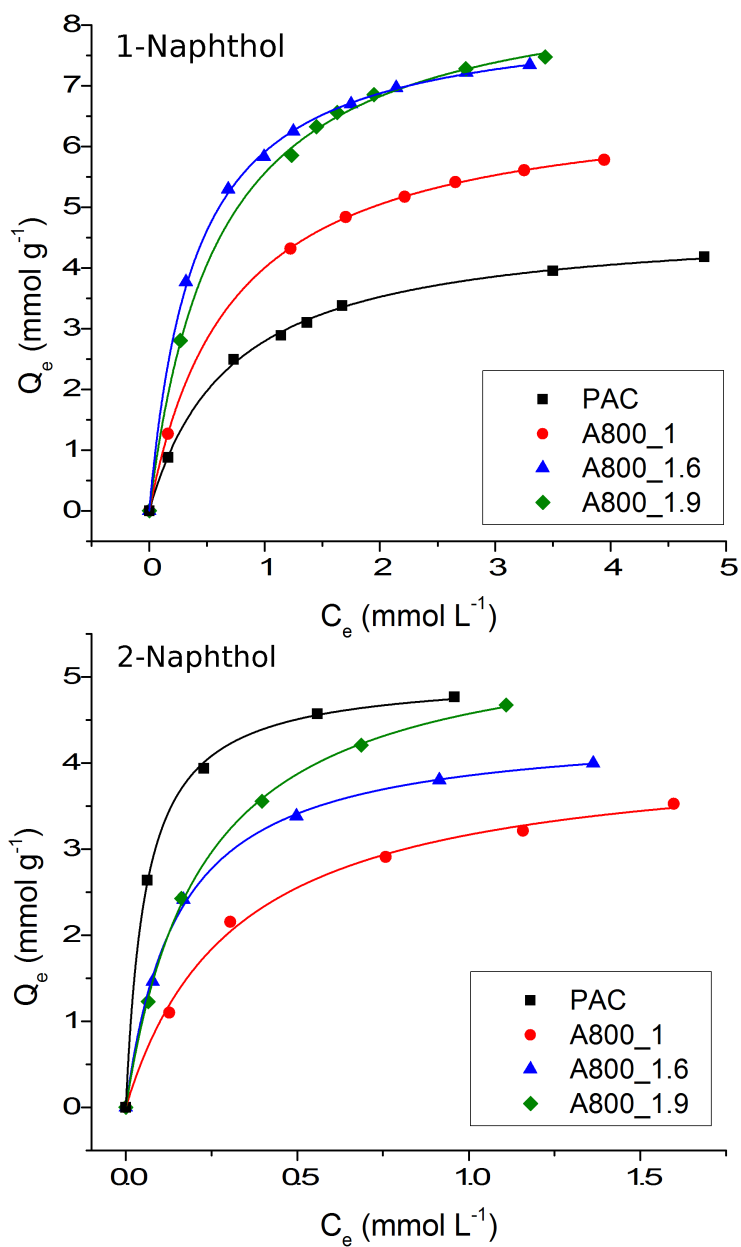 1-Naphthol
8
7
6
5
4
3
2
1
0
Qe (mmol g-1)
PAC
A800_1
A800_1.6
A800_1.9
0 1 2 3 4 5
Ce (mmol L-1)
2-Naphthol
5
4
3
2
1
0
Qe (mmol g-1)
PAC
A800_1
A800_1.6
A800_1.9
0.0 0.5 1.0 1.5
Ce (mmol L-1)